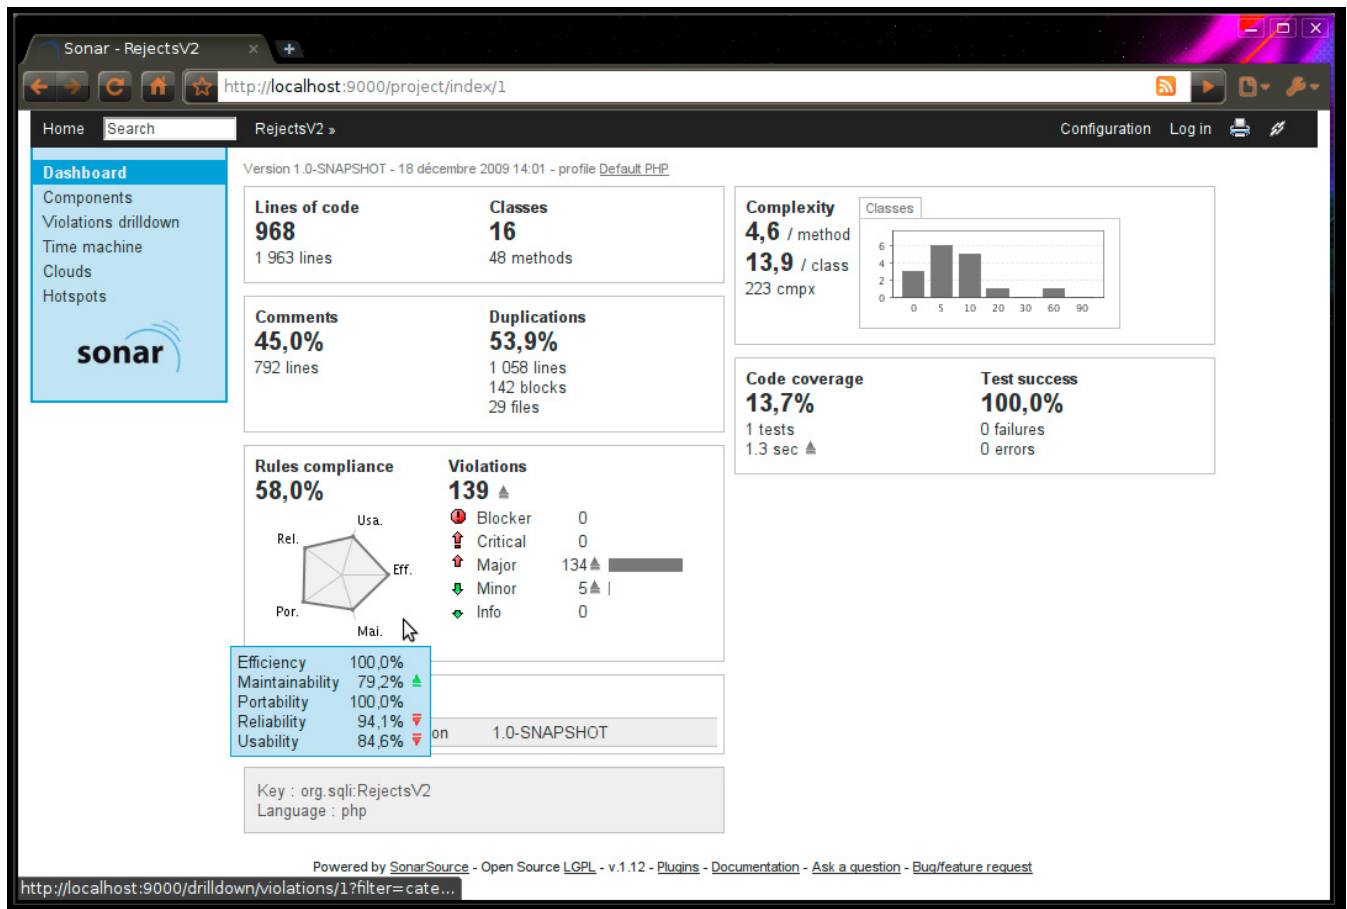 Sonar - RejectsV2
http://localhost:9000/project/index/1
Home Search RejectsV2 » Configuration Log in
Dashboard
Components
Violations drilldown
Time machine
Clouds
Hotspots
sonar
Version 1.0-SNAPSHOT - 18 décembre 2009 14:01 - profile Default PHP
Lines of code
968
1 963 lines
Classes
16
48 methods
Comments
45,0%
792 lines
Duplications
53,9%
1 058 lines
142 blocks
29 files
Rules compliance
58,0%
Usa.
Rel.
Eff.
Por.
Mai.
Violations
139
Blocker 0
Critical 0
Major 134
Minor 5
Info 0
Efficiency 100,0%
Maintainability 79,2%
Portability 100,0%
Reliability 94,1%
Usability 84,6%
on 1.0-SNAPSHOT
Key : org.sqli:RejectsV2
Language : php
Complexity
4,6 / method
13,9 / class
223 cmpx
Classes
6
4
2
0
0 5 10 20 30 60 90
Code coverage
13,7%
1 tests
1.3 sec
Test success
100,0%
0 failures
0 errors
Powered by SonarSource - Open Source LGPL - v.1.12 - Plugins - Documentation - Ask a question - Bug/feature request
http://localhost:9000/drilldown/violations/1?filter=cate...